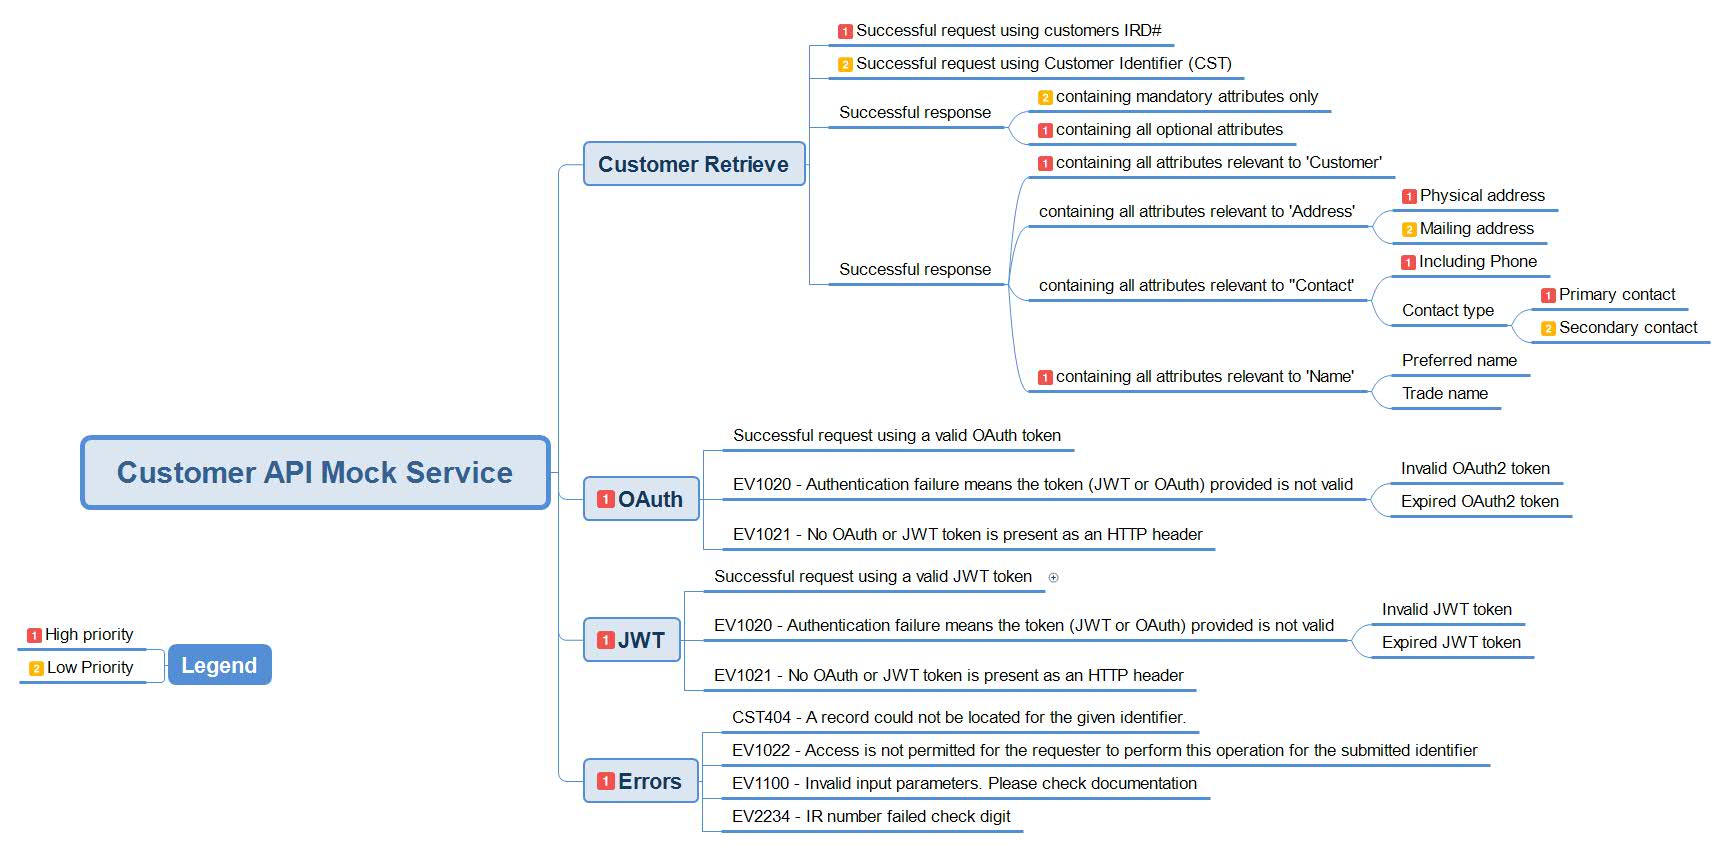 Customer API Mock Service
Customer Retrieve
1 Successful request using customers IRD#
2 Successful request using Customer Identifier (CST)
Successful response
2 containing mandatory attributes only
1 containing all optional attributes
Successful response
1 containing all attributes relevant to 'Customer'
containing all attributes relevant to 'Address'
1 Physical address
2 Mailing address
containing all attributes relevant to "Contact'
1 Including Phone
Contact type
1 Primary contact
2 Secondary contact
1 containing all attributes relevant to 'Name'
Preferred name
Trade name
1 OAuth
Successful request using a valid OAuth token
EV1020 - Authentication failure means the token (JWT or OAuth) provided is not valid
Invalid OAuth2 token
Expired OAuth2 token
EV1021 - No OAuth or JWT token is present as an HTTP header
1 JWT
Successful request using a valid JWT token
EV1020 - Authentication failure means the token (JWT or OAuth) provided is not valid
Invalid JWT token
Expired JWT token
EV1021 - No OAuth or JWT token is present as an HTTP header
1 Errors
CST404 - A record could not be located for the given identifier.
EV1022 - Access is not permitted for the requester to perform this operation for the submitted identifier
EV1100 - Invalid input parameters. Please check documentation
EV2234 - IR number failed check digit
Legend
1 High priority
2 Low Priority